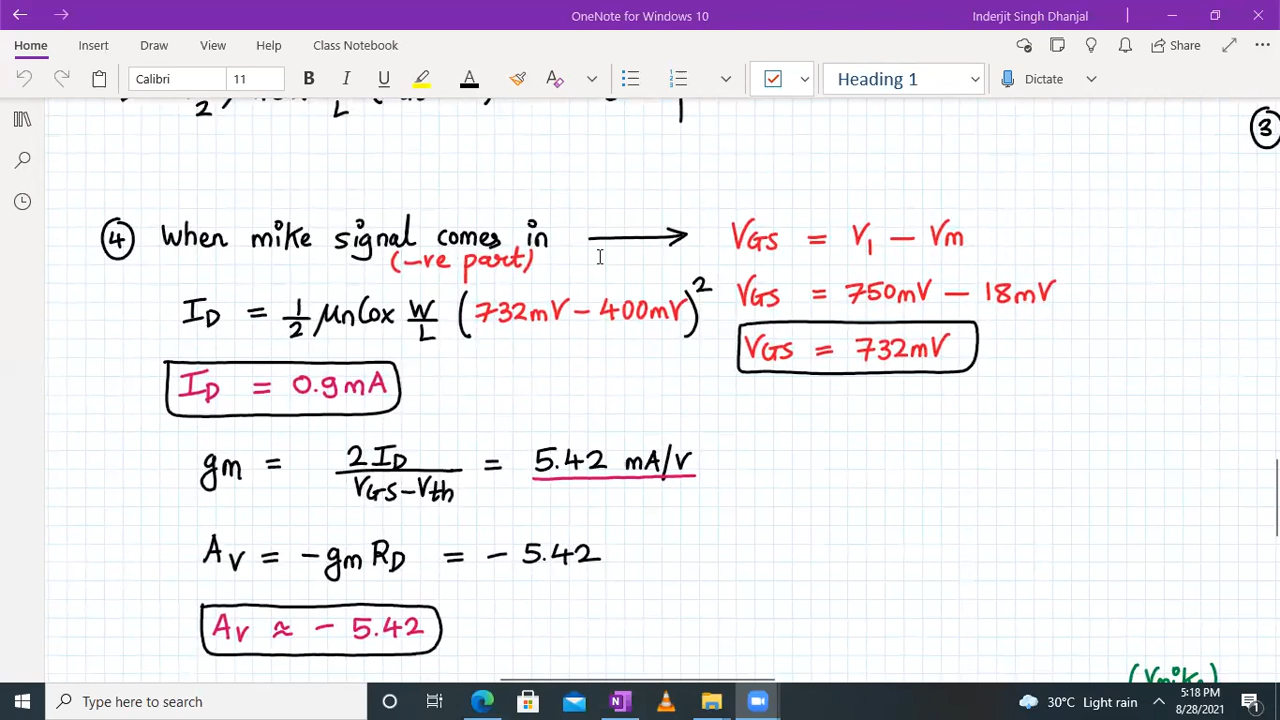 OneNote for Windows 10
Inderjit Singh Dhanjal
Home Insert Draw View Help Class Notebook
Share
Calibri 11 B I U A Heading 1 Dictate
3
4 When mike signal comes in → VGS = V1 − Vm
(−ve part)
ID = 1/2 μnCox W/L (732mV − 400mV)²
VGS = 750mV − 18mV
VGS = 732mV
ID = 0.9mA
gm = 2ID / VGS−Vth = 5.42 mA/V
AV = −gm RD = − 5.42
AV ≈ − 5.42
(Vmike)
Type here to search
30°C Light rain
5:18 PM
8/28/2021
1